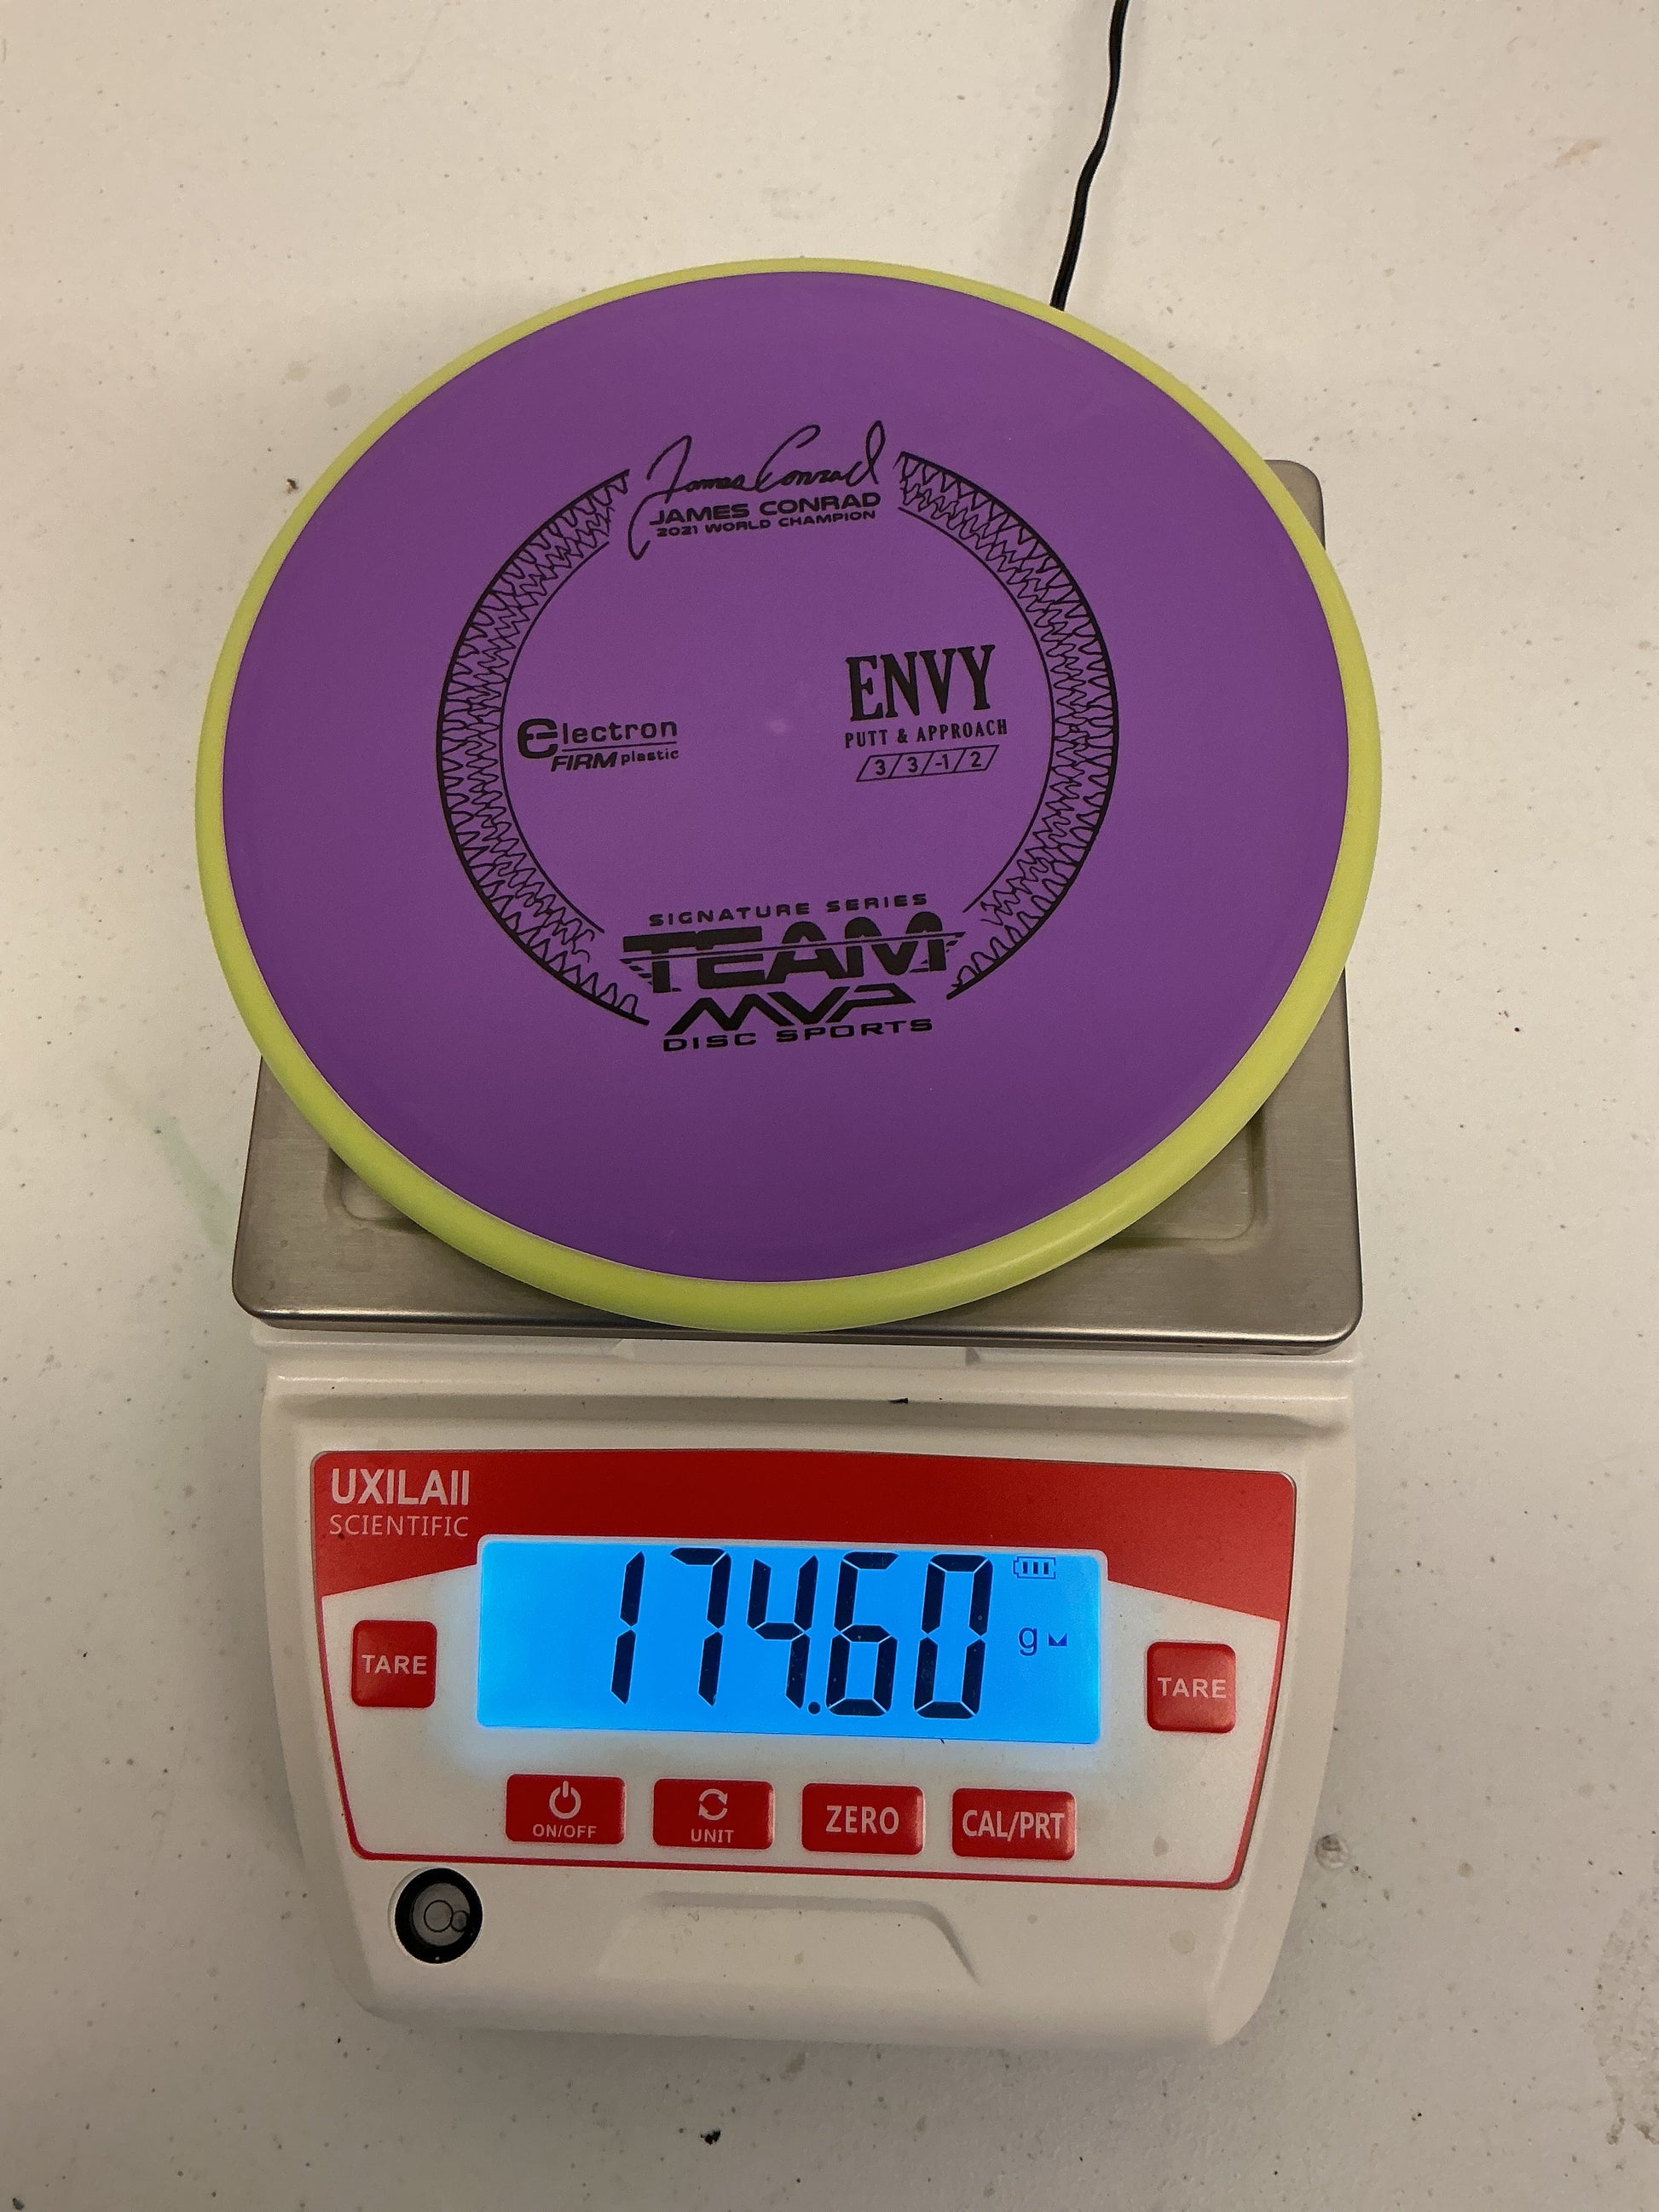 James Conrad
JAMES CONRAD
2021 WORLD CHAMPION
ENVY
PUTT & APPROACH
3/3/-1/2
electron
FIRM plastic
SIGNATURE SERIES
TEAM
MVP
DISC SPORTS
UXILAII
SCIENTIFIC
174.60
g
TARE
TARE
ON/OFF
UNIT
ZERO
CAL/PRT